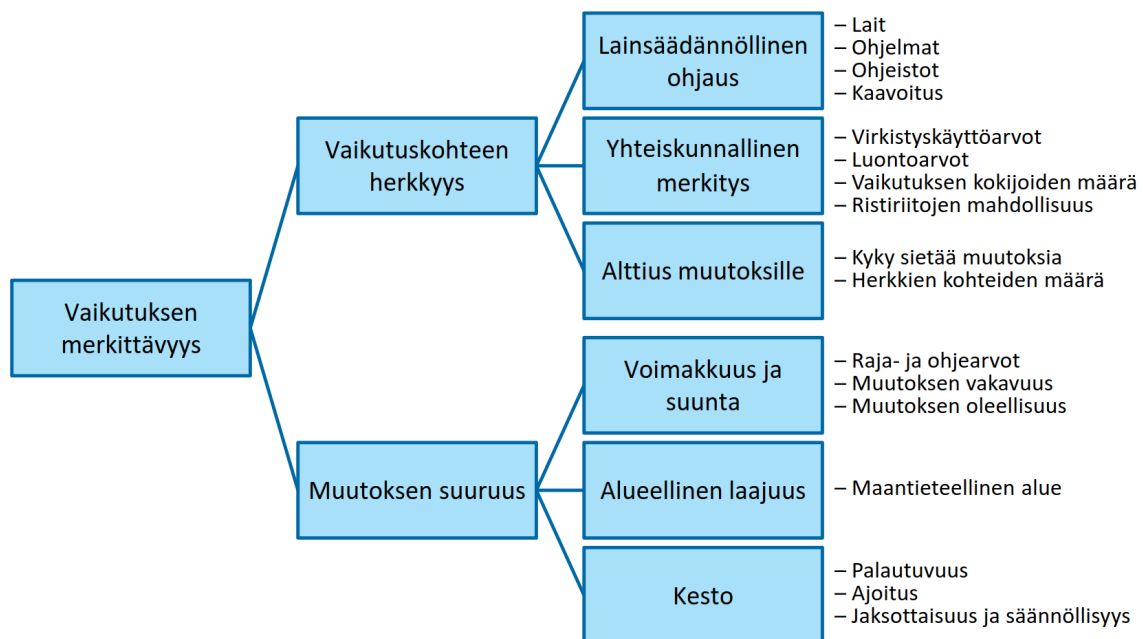 Lainsäädännöllinen
ohjaus
– Lait
– Ohjelmat
– Ohjeistot
– Kaavoitus
Vaikutuskohteen
herkkyys
Yhteiskunnallinen
merkitys
– Virkistyskäyttöarvot
– Luontoarvot
– Vaikutuksen kokijoiden määrä
– Ristiriitojen mahdollisuus
Alttius muutoksille
– Kyky sietää muutoksia
– Herkkien kohteiden määrä
Vaikutuksen
merkittävyys
Voimakkuus ja
suunta
– Raja- ja ohjearvot
– Muutoksen vakavuus
– Muutoksen oleellisuus
Muutoksen suuruus
Alueellinen laajuus
– Maantieteellinen alue
Kesto
– Palautuvuus
– Ajoitus
– Jaksottaisuus ja säännöllisyys